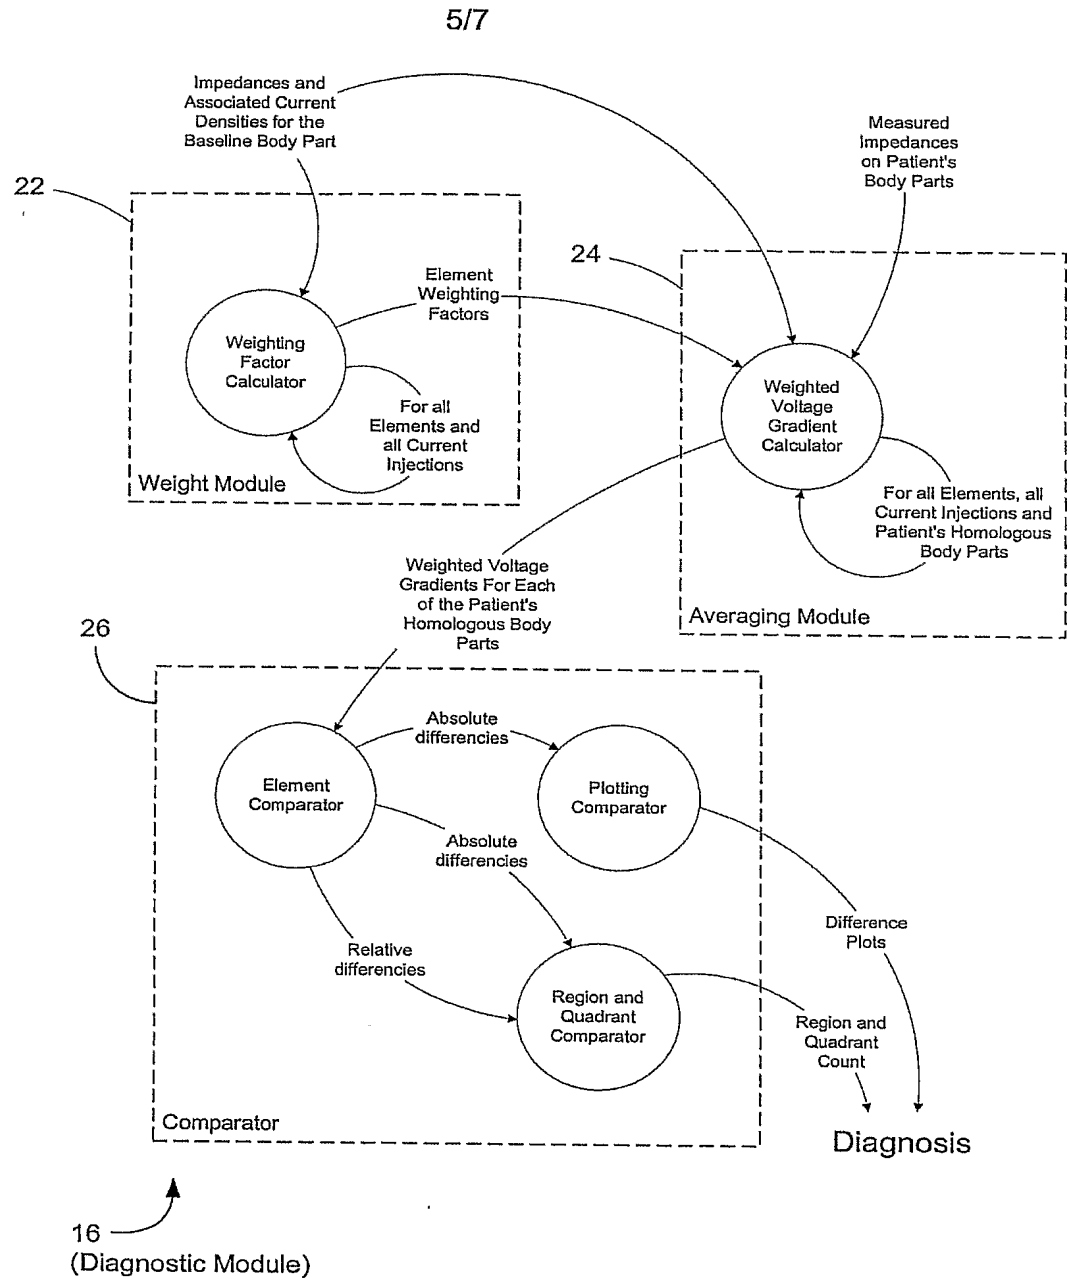 5/7
Impedances and
Associated Current
Densities for the
Baseline Body Part
Measured
Impedances
on Patient's
Body Parts
22
24
Element
Weighting
Factors
Weighting
Factor
Calculator
For all
Elements and
all Current
Injections
Weight Module
Weighted
Voltage
Gradient
Calculator
For all Elements, all
Current Injections and
Patient's Homologous
Body Parts
Averaging Module
Weighted Voltage
Gradients For Each
of the Patient's
Homologous Body
Parts
26
Element
Comparator
Absolute
differencies
Plotting
Comparator
Absolute
differencies
Relative
differencies
Region and
Quadrant
Comparator
Difference
Plots
Region and
Quadrant
Count
Comparator
Diagnosis
16
(Diagnostic Module)